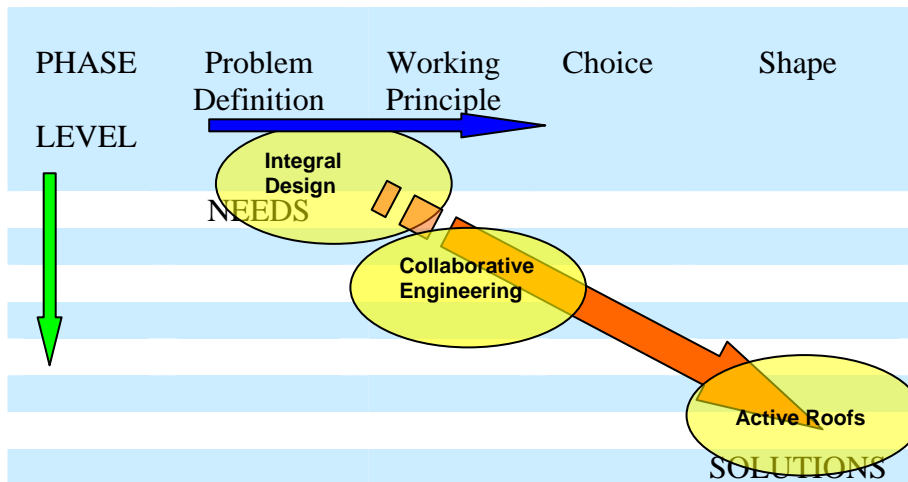 PHASE
Problem
Definition
Working
Principle
Choice
Shape
LEVEL
Integral
Design
NEEDS
Collaborative
Engineering
Active Roofs
SOLUTIONS